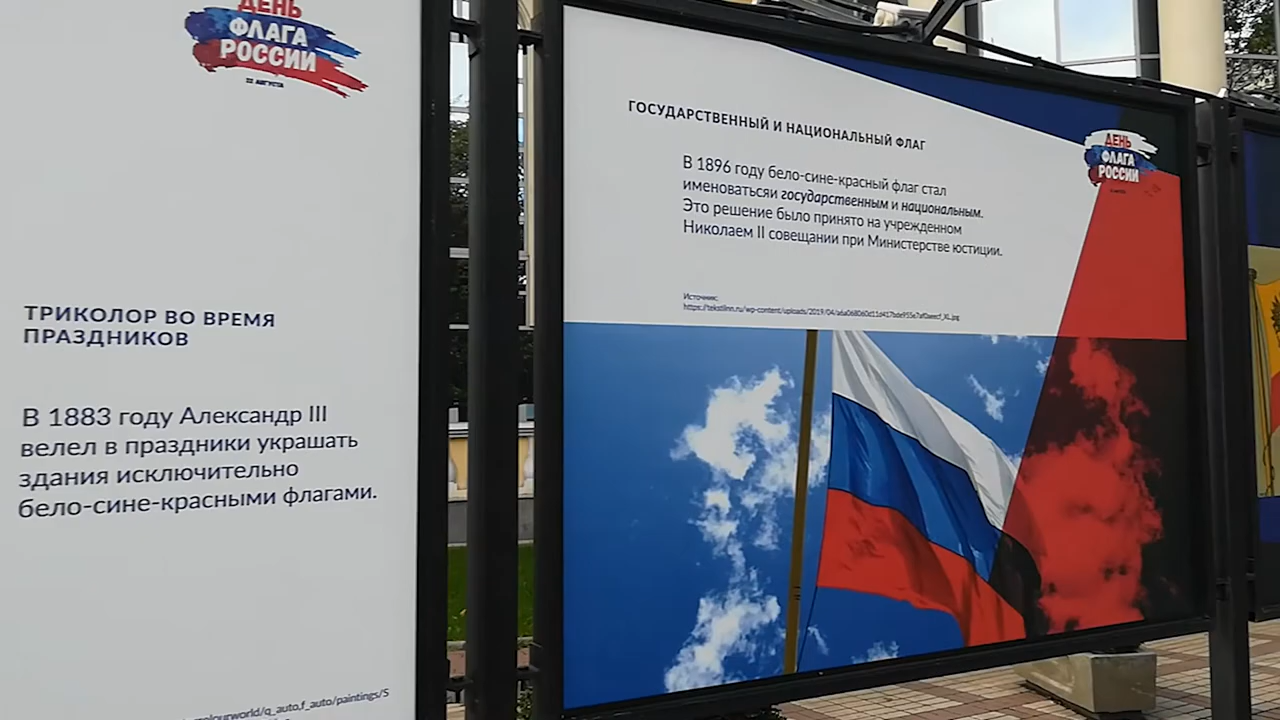 ДЕНЬ
ФЛАГА
РОССИИ
22 АВГУСТА
ТРИКОЛОР ВО ВРЕМЯ
ПРАЗДНИКОВ
В 1883 году Александр III
велел в праздники украшать
здания исключительно
бело-сине-красными флагами.
ГОСУДАРСТВЕННЫЙ И НАЦИОНАЛЬНЫЙ ФЛАГ
В 1896 году бело-сине-красный флаг стал
именоватьсяи государственным и национальным.
Это решение было принято на учрежденном
Николаем II совещании при Министерстве юстиции.
Источник:
ДЕНЬ
ФЛАГА
РОССИИ